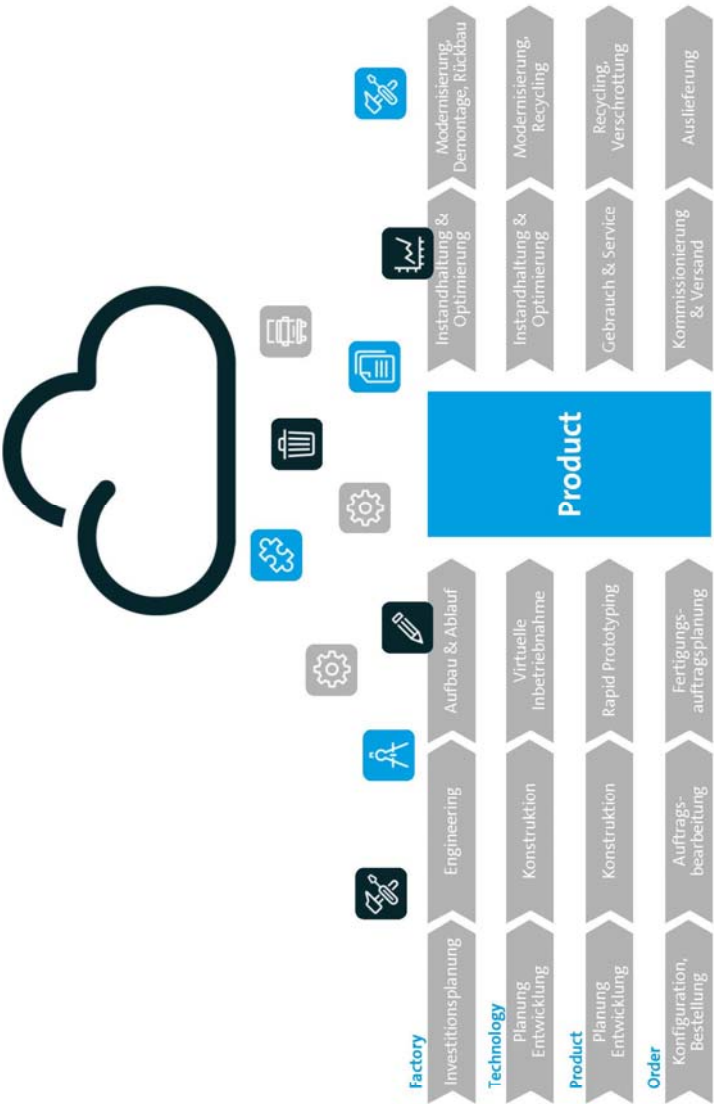 Factory
Investitionsplanung
Engineering
Aufbau & Ablauf
Instandhaltung &
Optimierung
Modernisierung,
Demontage, Rückbau
Technology
Planung
Entwicklung
Konstruktion
Virtuelle
Inbetriebnahme
Instandhaltung &
Optimierung
Modernisierung,
Recycling
Product
Planung
Entwicklung
Konstruktion
Rapid Prototyping
Product
Gebrauch & Service
Recycling,
Verschrottung
Order
Konfiguration,
Bestellung
Auftrags-
bearbeitung
Fertigungs-
auftragsplanung
Kommissionierung
& Versand
Auslieferung